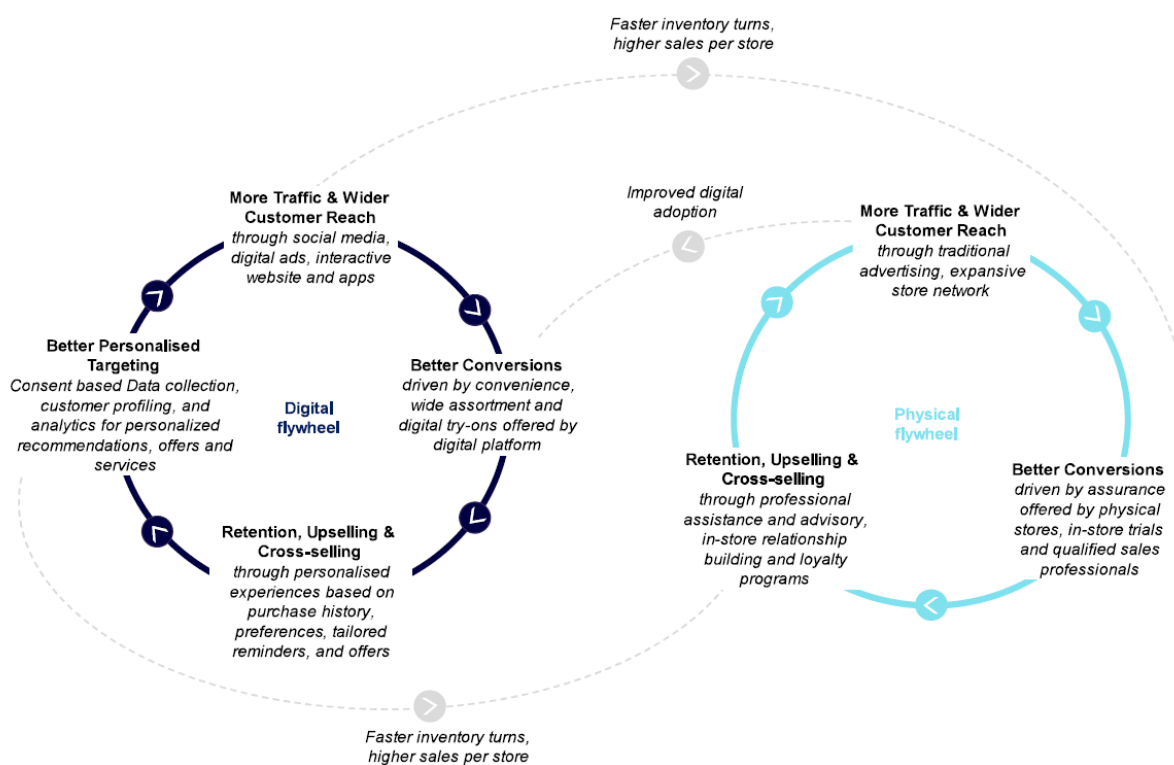 Faster inventory turns,
higher sales per store
Improved digital
adoption
More Traffic & Wider
Customer Reach
through social media,
digital ads, interactive
website and apps
Better Personalised
Targeting
Consent based Data collection,
customer profiling, and
analytics for personalized
recommendations, offers and
services
Digital
flywheel
Better Conversions
driven by convenience,
wide assortment and
digital try-ons offered by
digital platform
Retention, Upselling &
Cross-selling
through personalised
experiences based on
purchase history,
preferences, tailored
reminders, and offers
More Traffic & Wider
Customer Reach
through traditional
advertising, expansive
store network
Physical
flywheel
Retention, Upselling &
Cross-selling
through professional
assistance and advisory,
in-store relationship
building and loyalty
programs
Better Conversions
driven by assurance
offered by physical
stores, in-store trials
and qualified sales
professionals
Faster inventory turns,
higher sales per store